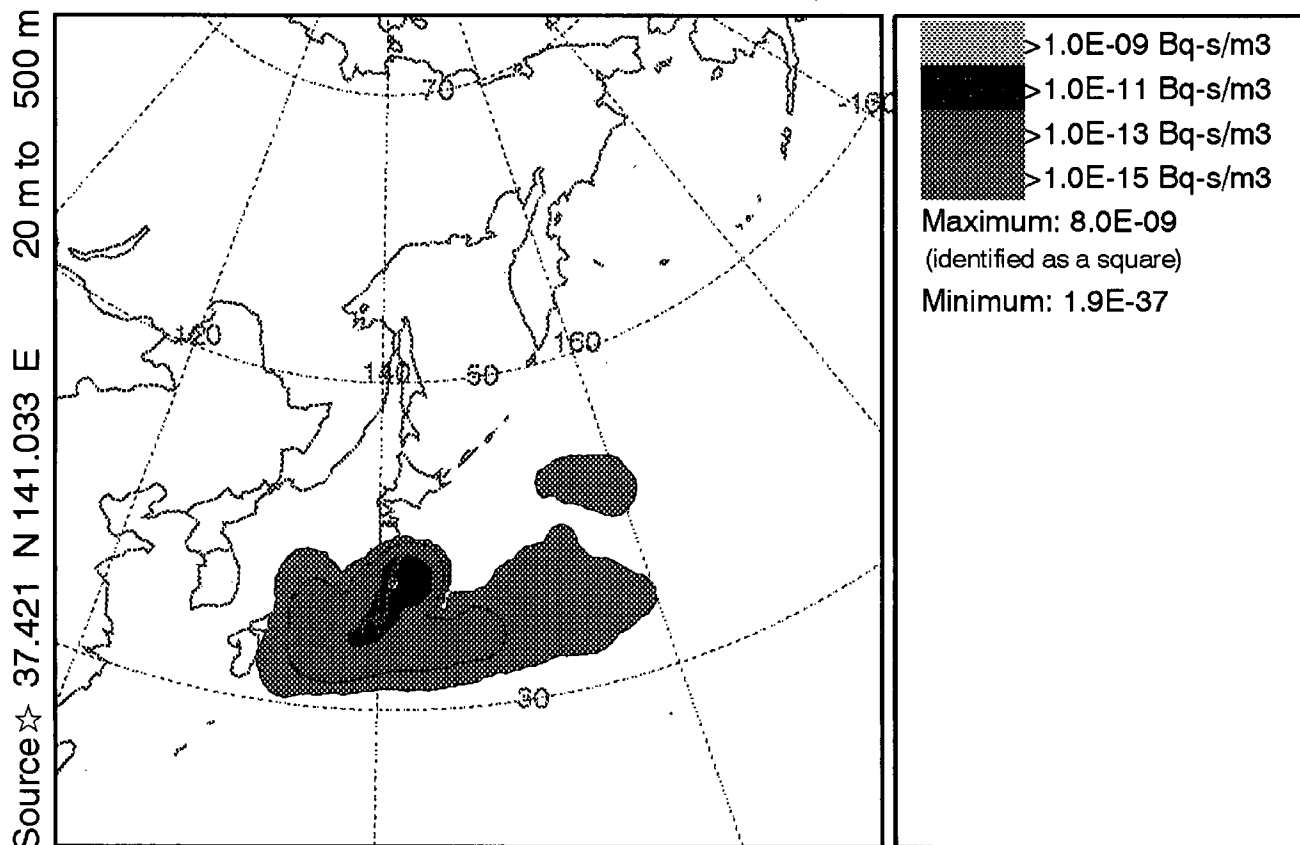 Source☆ 37.421 N 141.033 E 20 m to 500 m
70
-160
120
140
50
160
30
>1.0E-09 Bq-s/m3
>1.0E-11 Bq-s/m3
>1.0E-13 Bq-s/m3
>1.0E-15 Bq-s/m3
Maximum: 8.0E-09
(identified as a square)
Minimum: 1.9E-37